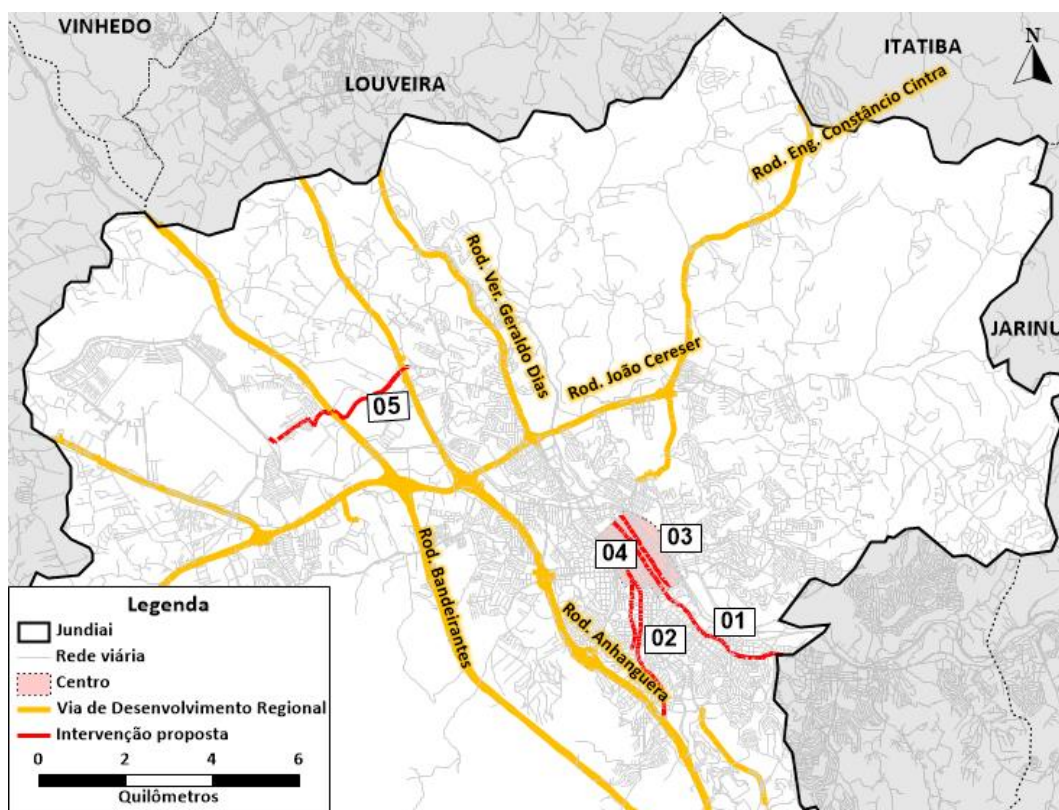 VINHEDO
LOUVEIRA
ITATIBA
N
Rod. Eng. Constâncio Cintra
Rod. Ver. Geraldo Dias
JARINU
Rod. João Cereser
05
03
04
Rod. Bandeirantes
01
Rod. Anhanguera
02
Legenda
Jundiai
Rede viária
Centro
Via de Desenvolvimento Regional
Intervenção proposta
0 2 4 6
Quilômetros